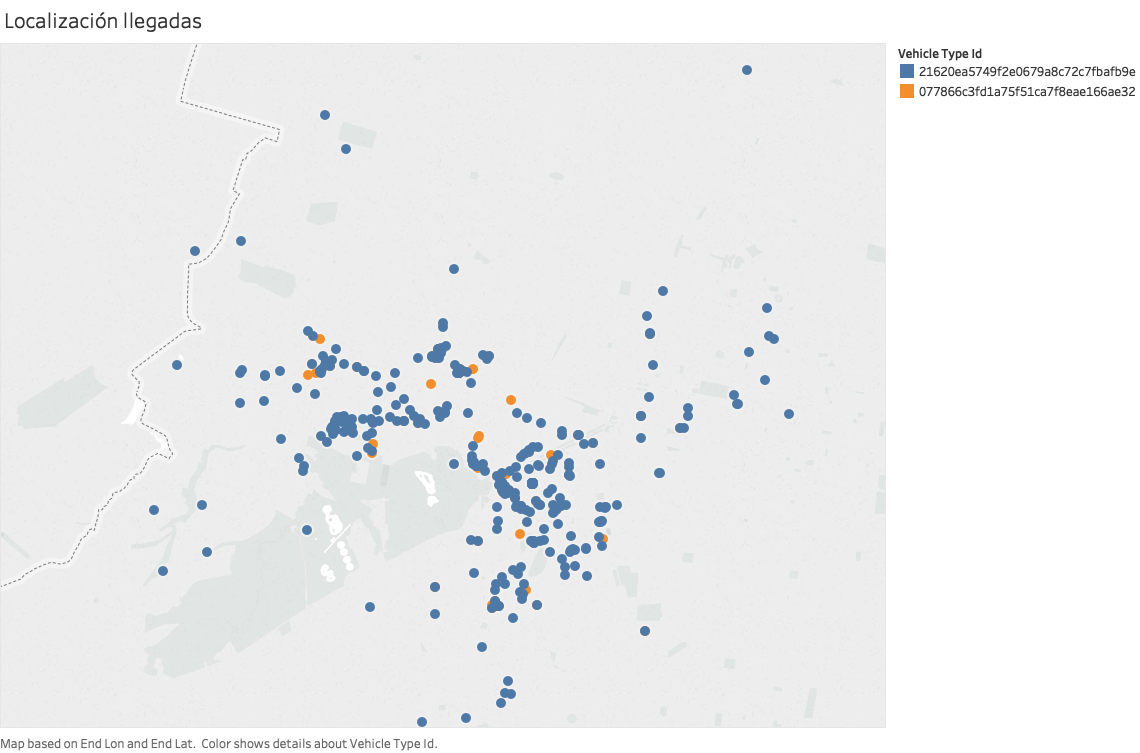 Localización llegadas
Vehicle Type Id
21620ea5749f2e0679a8c72c7fbafb9e
077866c3fd1a75f51ca7f8eae166ae32
Map based on End Lon and End Lat. Color shows details about Vehicle Type Id.